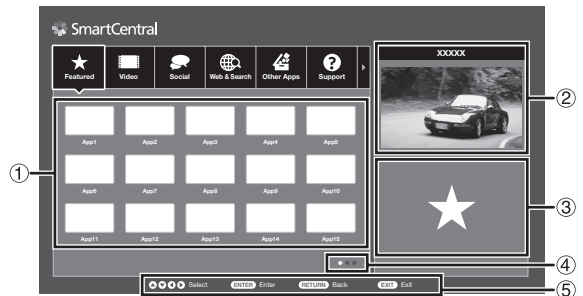 SmartCentral
Featured Video Social Web & Search Other Apps Support
XXXXX
App1 App2 App3 App4 App5
App6 App7 App8 App9 App10
App11 App12 App13 App14 App15
Select ENTER Enter RETURN Back EXIT Exit
①
②
③
④
⑤